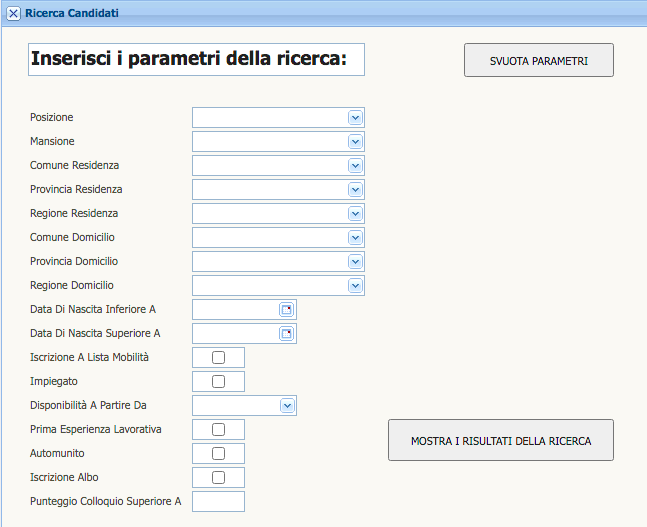 Ricerca Candidati
Inserisci i parametri della ricerca:
SVUOTA PARAMETRI
Posizione
Mansione
Comune Residenza
Provincia Residenza
Regione Residenza
Comune Domicilio
Provincia Domicilio
Regione Domicilio
Data Di Nascita Inferiore A
Data Di Nascita Superiore A
Iscrizione A Lista Mobilità
Impiegato
Disponibilità A Partire Da
Prima Esperienza Lavorativa
MOSTRA I RISULTATI DELLA RICERCA
Automunito
Iscrizione Albo
Punteggio Colloquio Superiore A